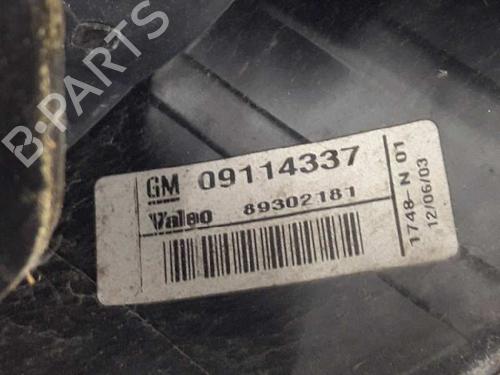 B·PARTS
GM 09114337
Valeo 89302181
1748-N 01
12/06/03